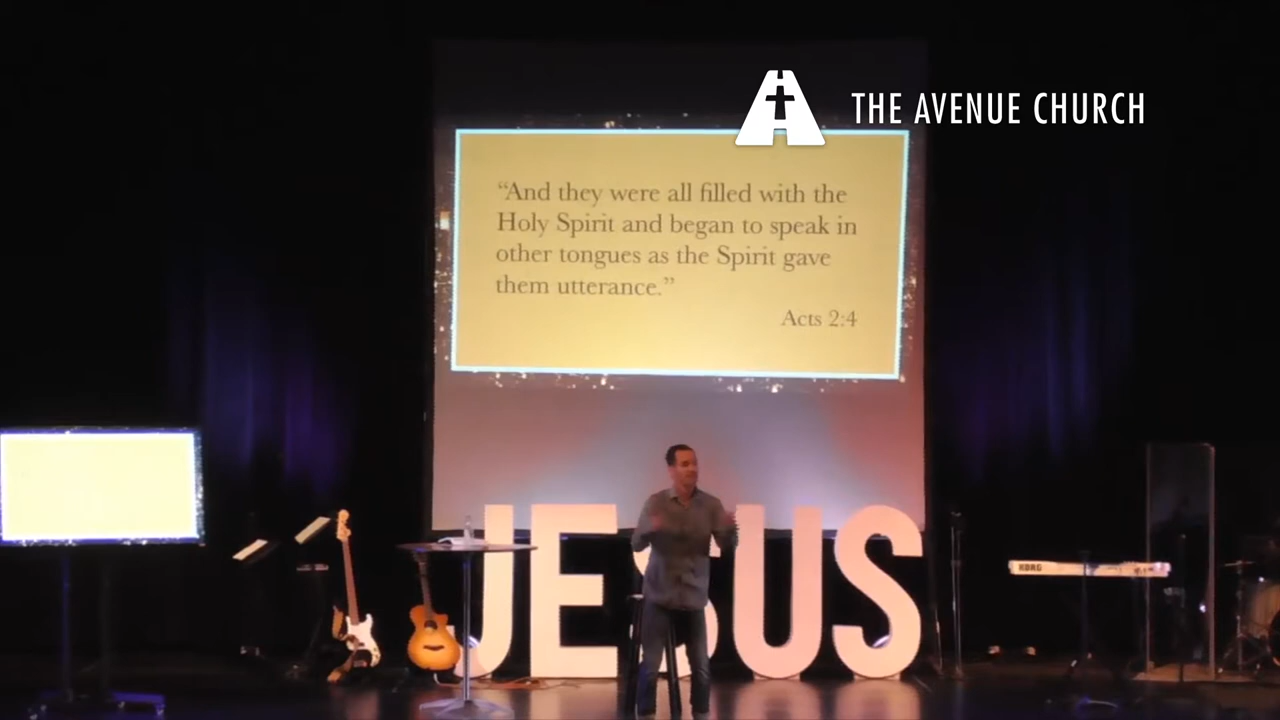 THE AVENUE CHURCH
“And they were all filled with the
Holy Spirit and began to speak in
other tongues as the Spirit gave
them utterance.”
Acts 2:4
JESUS
KORG